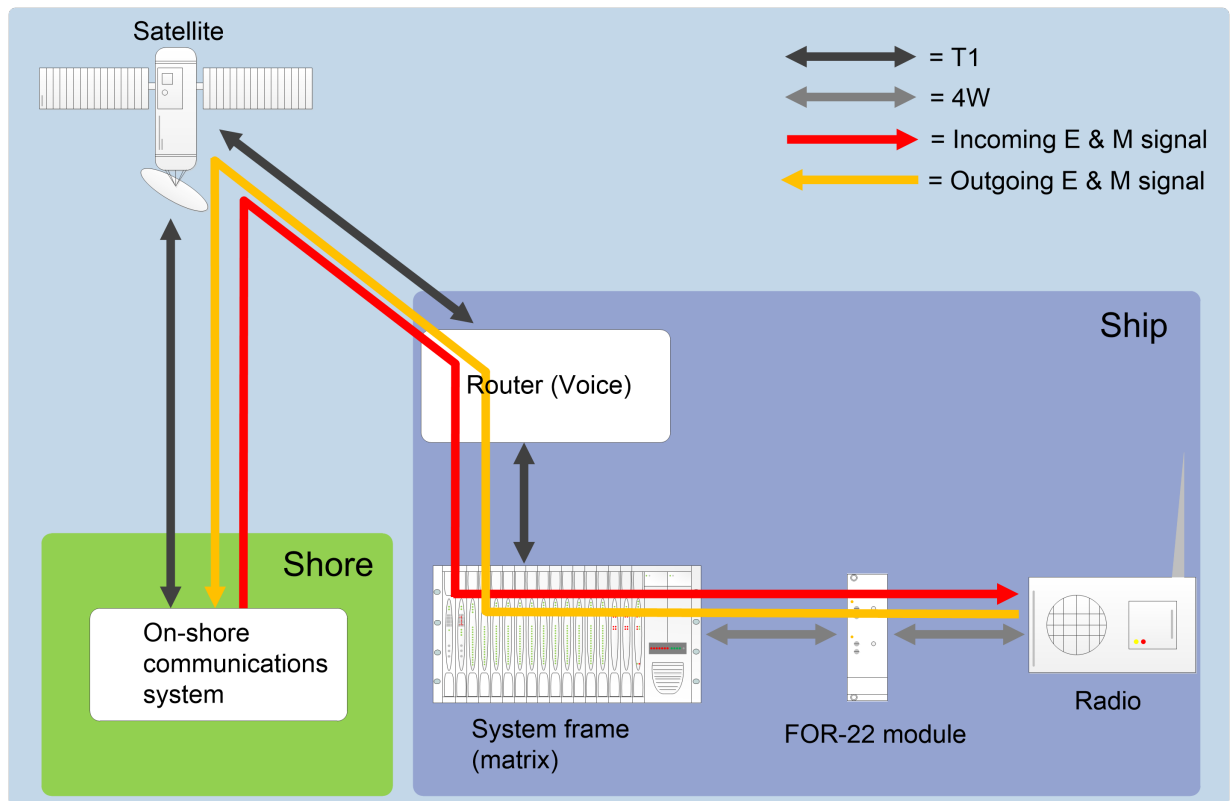 Satellite
= T1
= 4W
= Incoming E & M signal
= Outgoing E & M signal
Ship
Router (Voice)
Shore
On-shore
communications
system
System frame
(matrix)
FOR-22 module
Radio